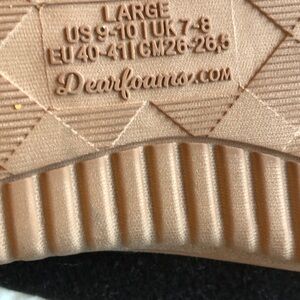 LARGE
US 9-10 | UK 7-8
EU 40-41 | CM 26-26,5
Dearfoams.COM